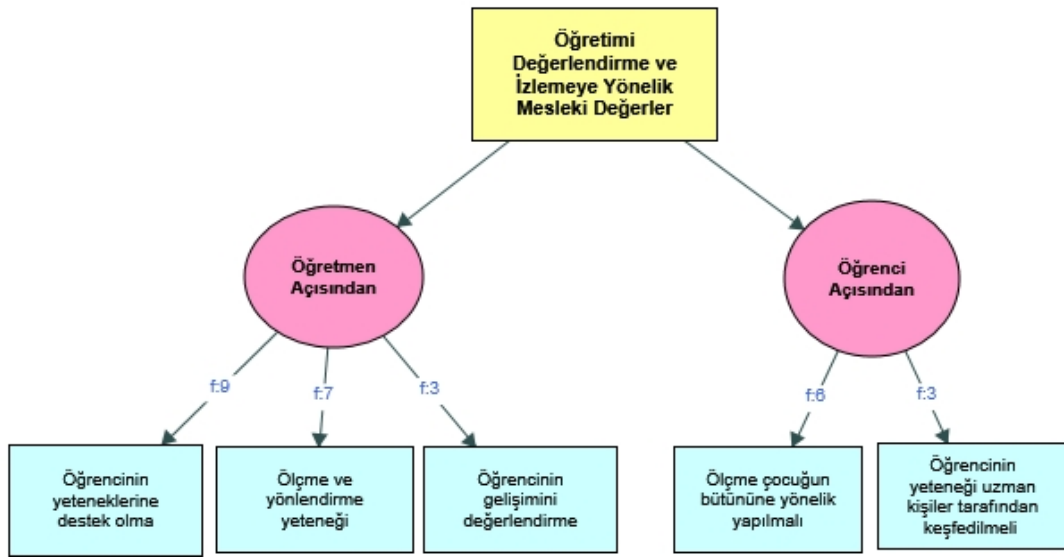 Öğretimi
Değerlendirme ve
İzlemeye Yönelik
Mesleki Değerler
Öğretmen
Açısından
Öğrenci
Açısından
f:9
f:7
f:3
f:6
f:3
Öğrencinin
yeteneklerine
destek olma
Ölçme ve
yönlendirme
yeteneği
Öğrencinin
gelişimini
değerlendirme
Ölçme çocuğun
bütününe yönelik
yapılmalı
Öğrencinin
yeteneği uzman
kişiler tarafından
keşfedilmeli